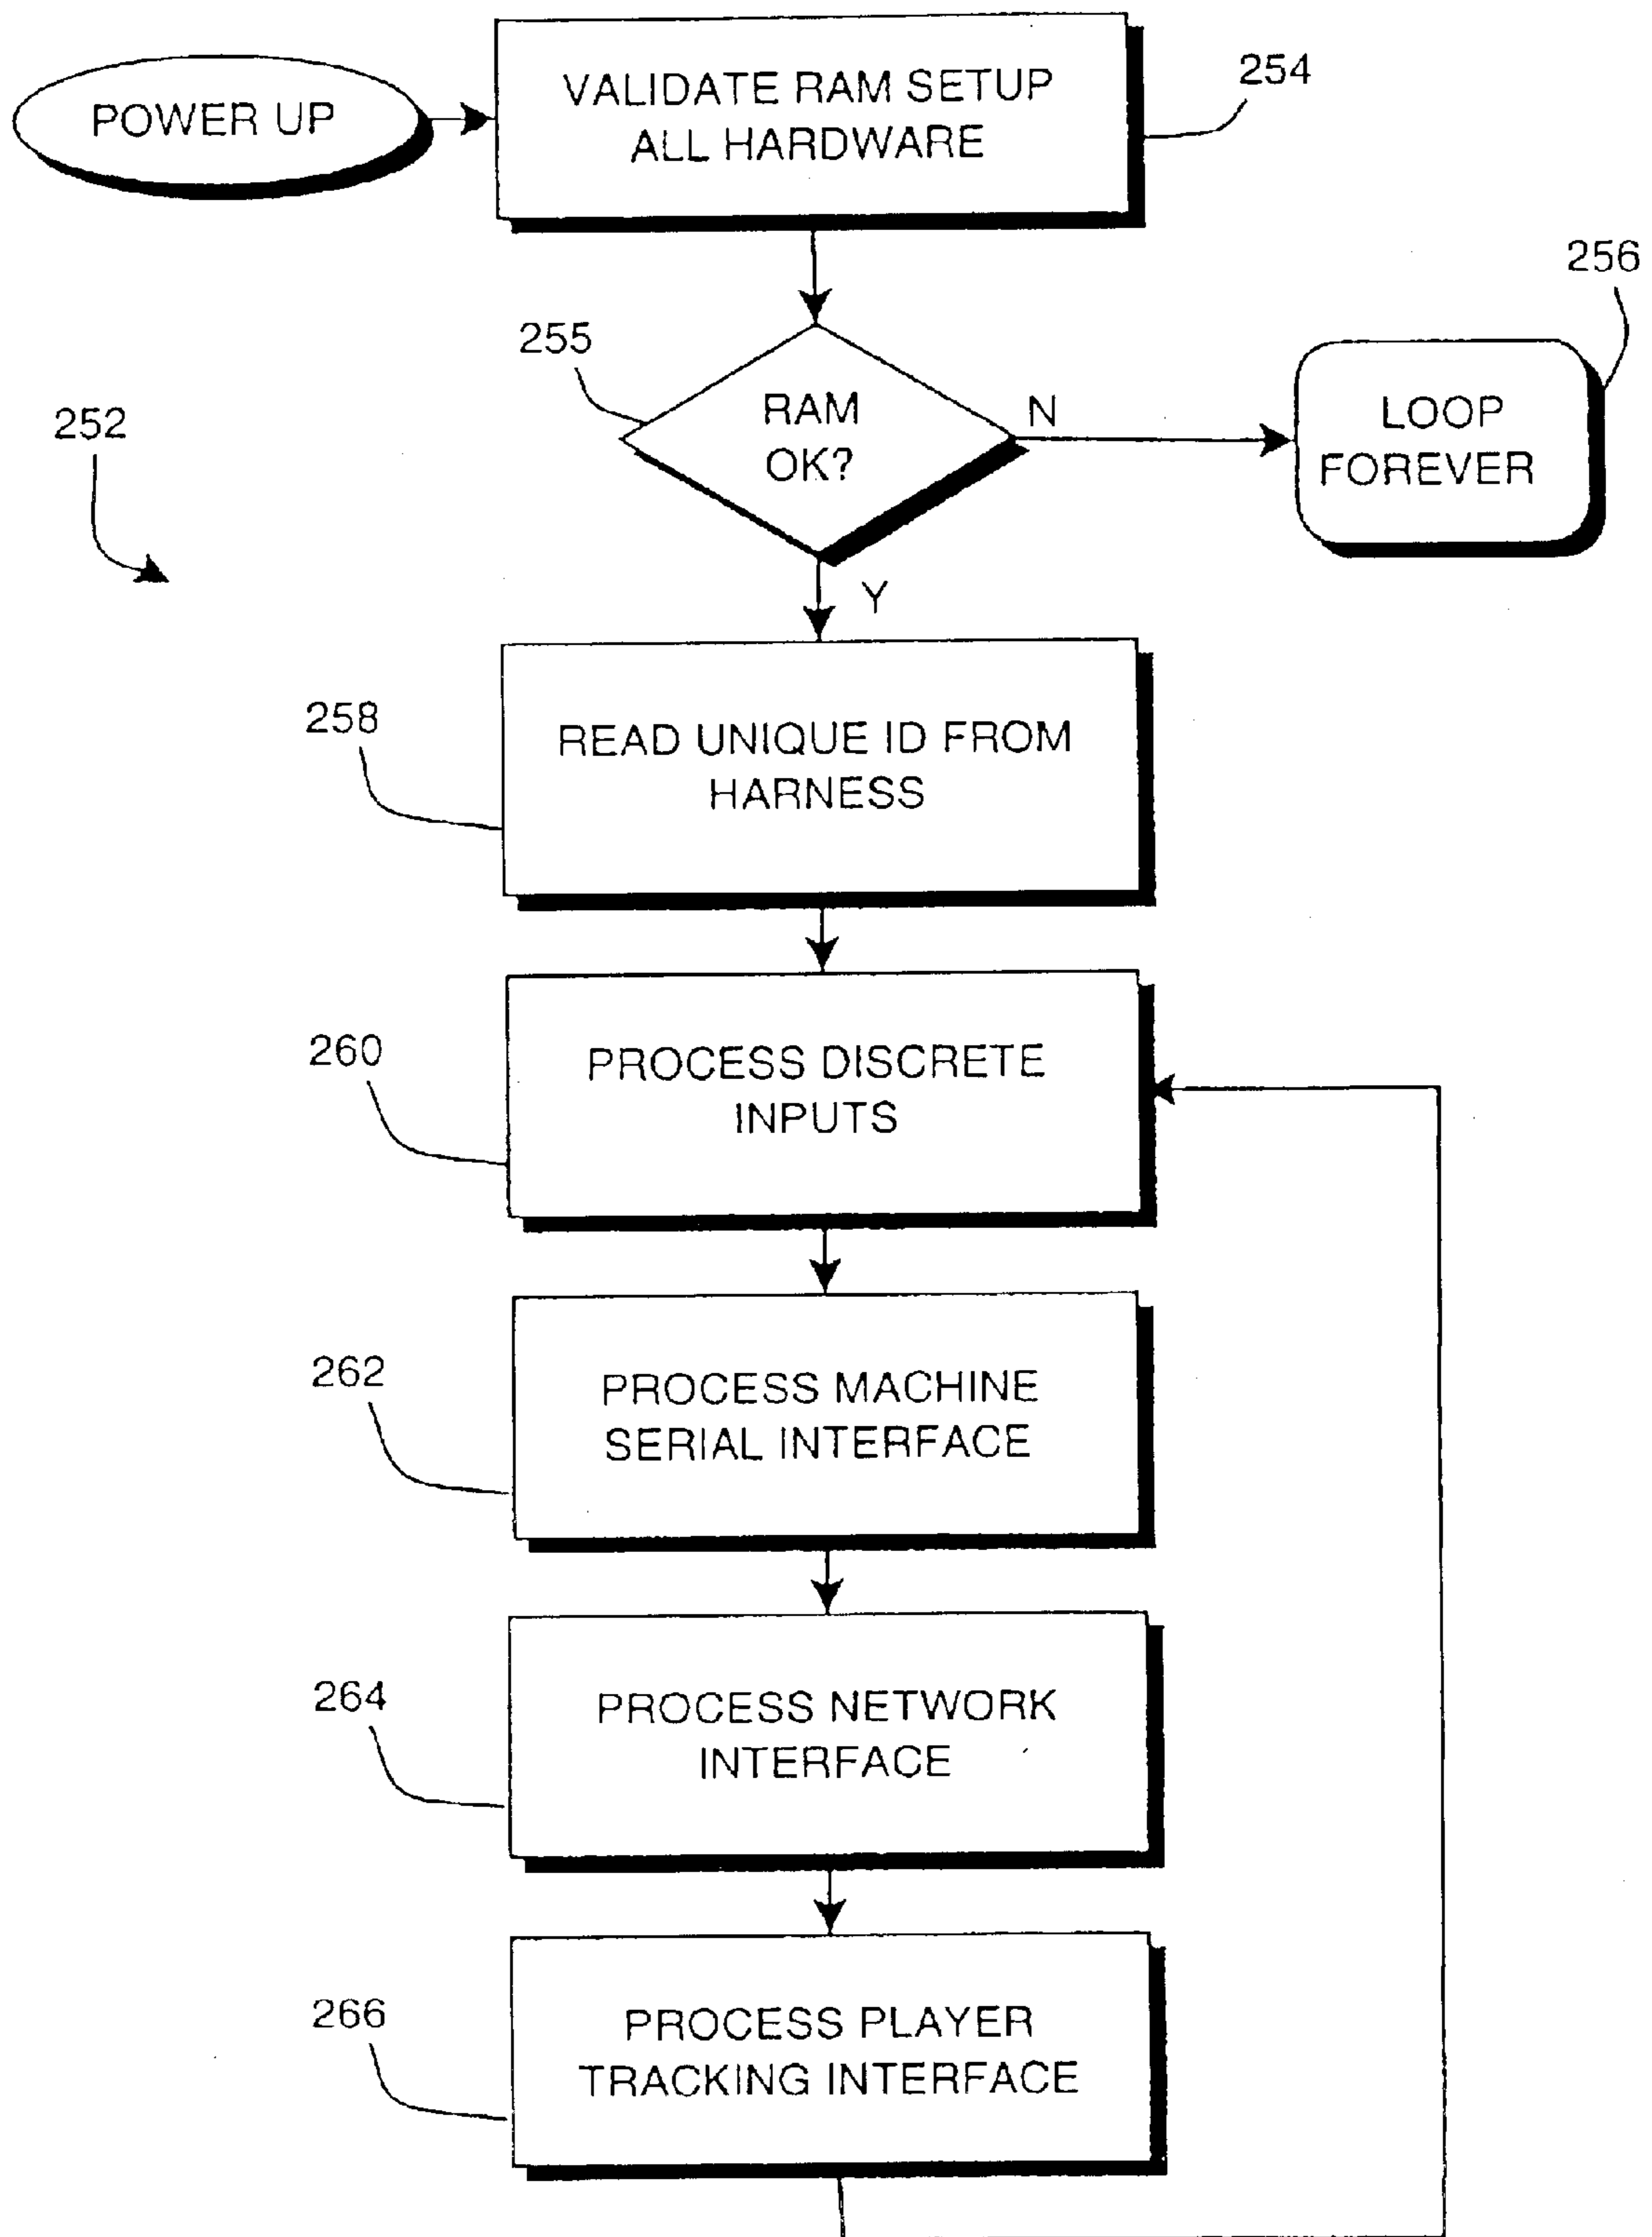 POWER UP
VALIDATE RAM SETUP
ALL HARDWARE
254
256
255
RAM
OK?
N
LOOP
FOREVER
252
Y
258
READ UNIQUE ID FROM
HARNESS
260
PROCESS DISCRETE
INPUTS
262
PROCESS MACHINE
SERIAL INTERFACE
264
PROCESS NETWORK
INTERFACE
266
PROCESS PLAYER
TRACKING INTERFACE